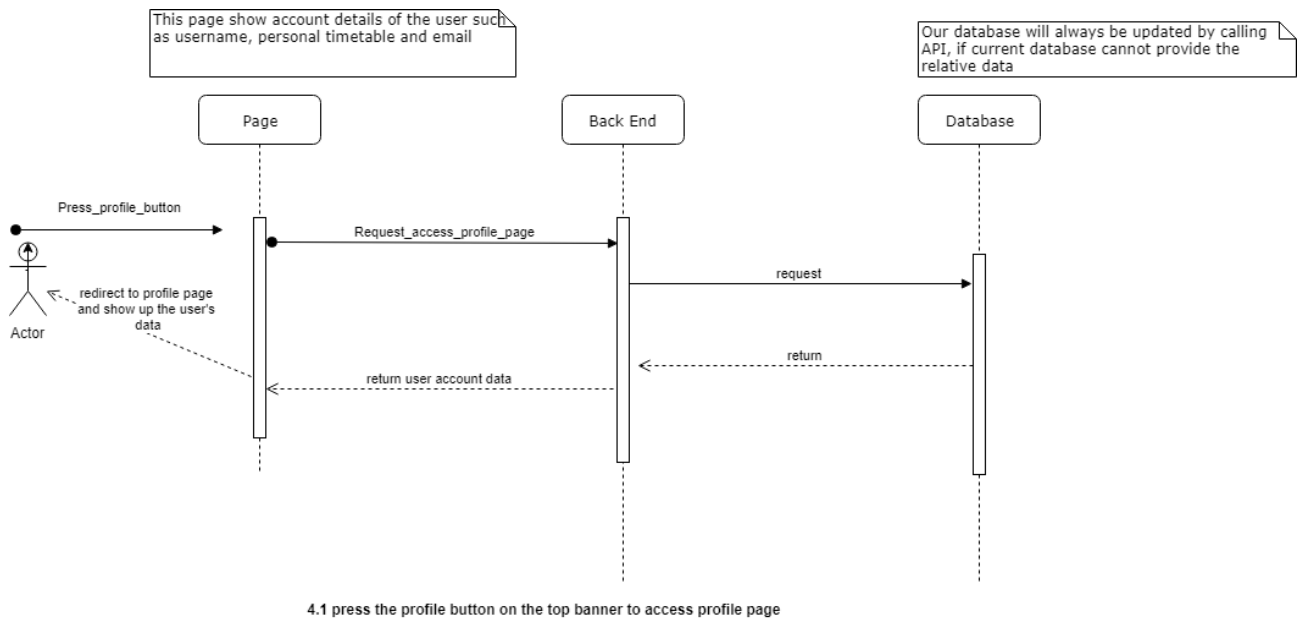 This page show account details of the user such
as username, personal timetable and email
Our database will always be updated by calling
API, if current database cannot provide the
relative data
Page
Back End
Database
Press_profile_button
Request_access_profile_page
request
redirect to profile page
and show up the user's
data
Actor
return
return user account data
4.1 press the profile button on the top banner to access profile page